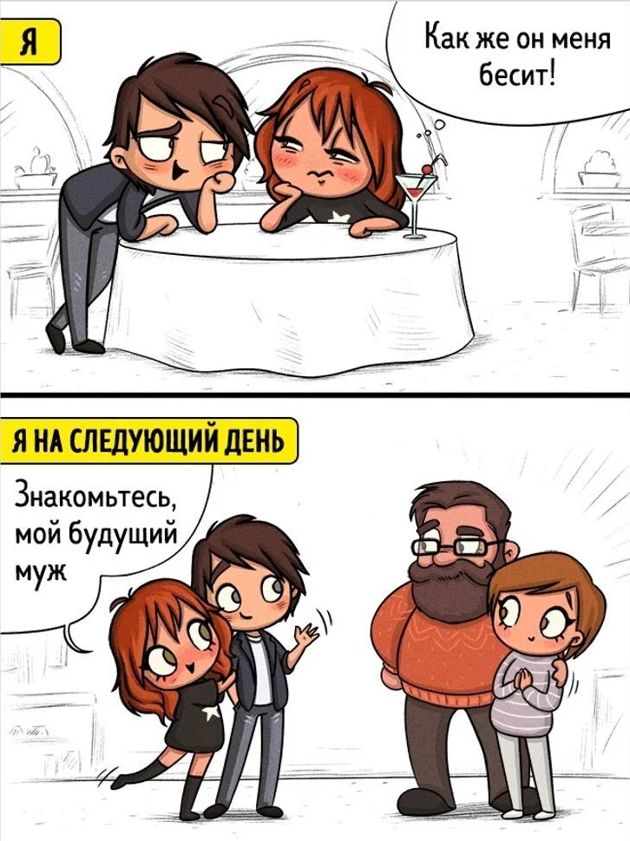 Я
Как же он меня
бесит!
Я НА СЛЕДУЮЩИЙ ДЕНЬ
Знакомьтесь,
мой будущий
муж